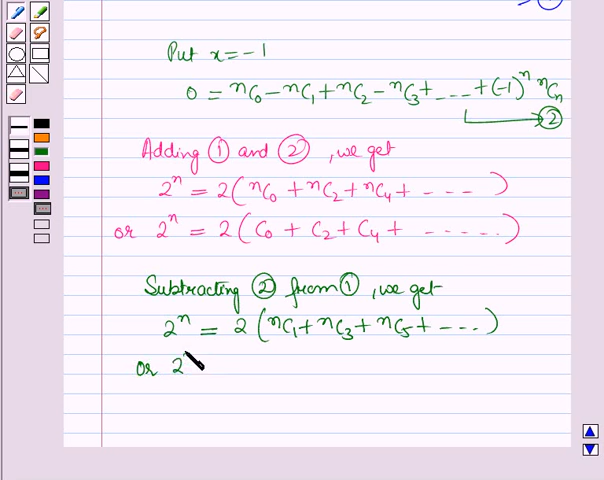 Put x = -1
0 = ⁿC₀ - ⁿC₁ + ⁿC₂ - ⁿC₃ + .... + (-1)ⁿ ⁿCₙ
②
Adding ① and ②, we get
2ⁿ = 2(ⁿC₀ + ⁿC₂ + ⁿC₄ + - - - -)
or 2ⁿ = 2(C₀ + C₂ + C₄ + - - - - - -)
Subtracting ② from ①, we get
2ⁿ = 2(ⁿC₁ + ⁿC₃ + ⁿC₅ + - - - -)
or 2